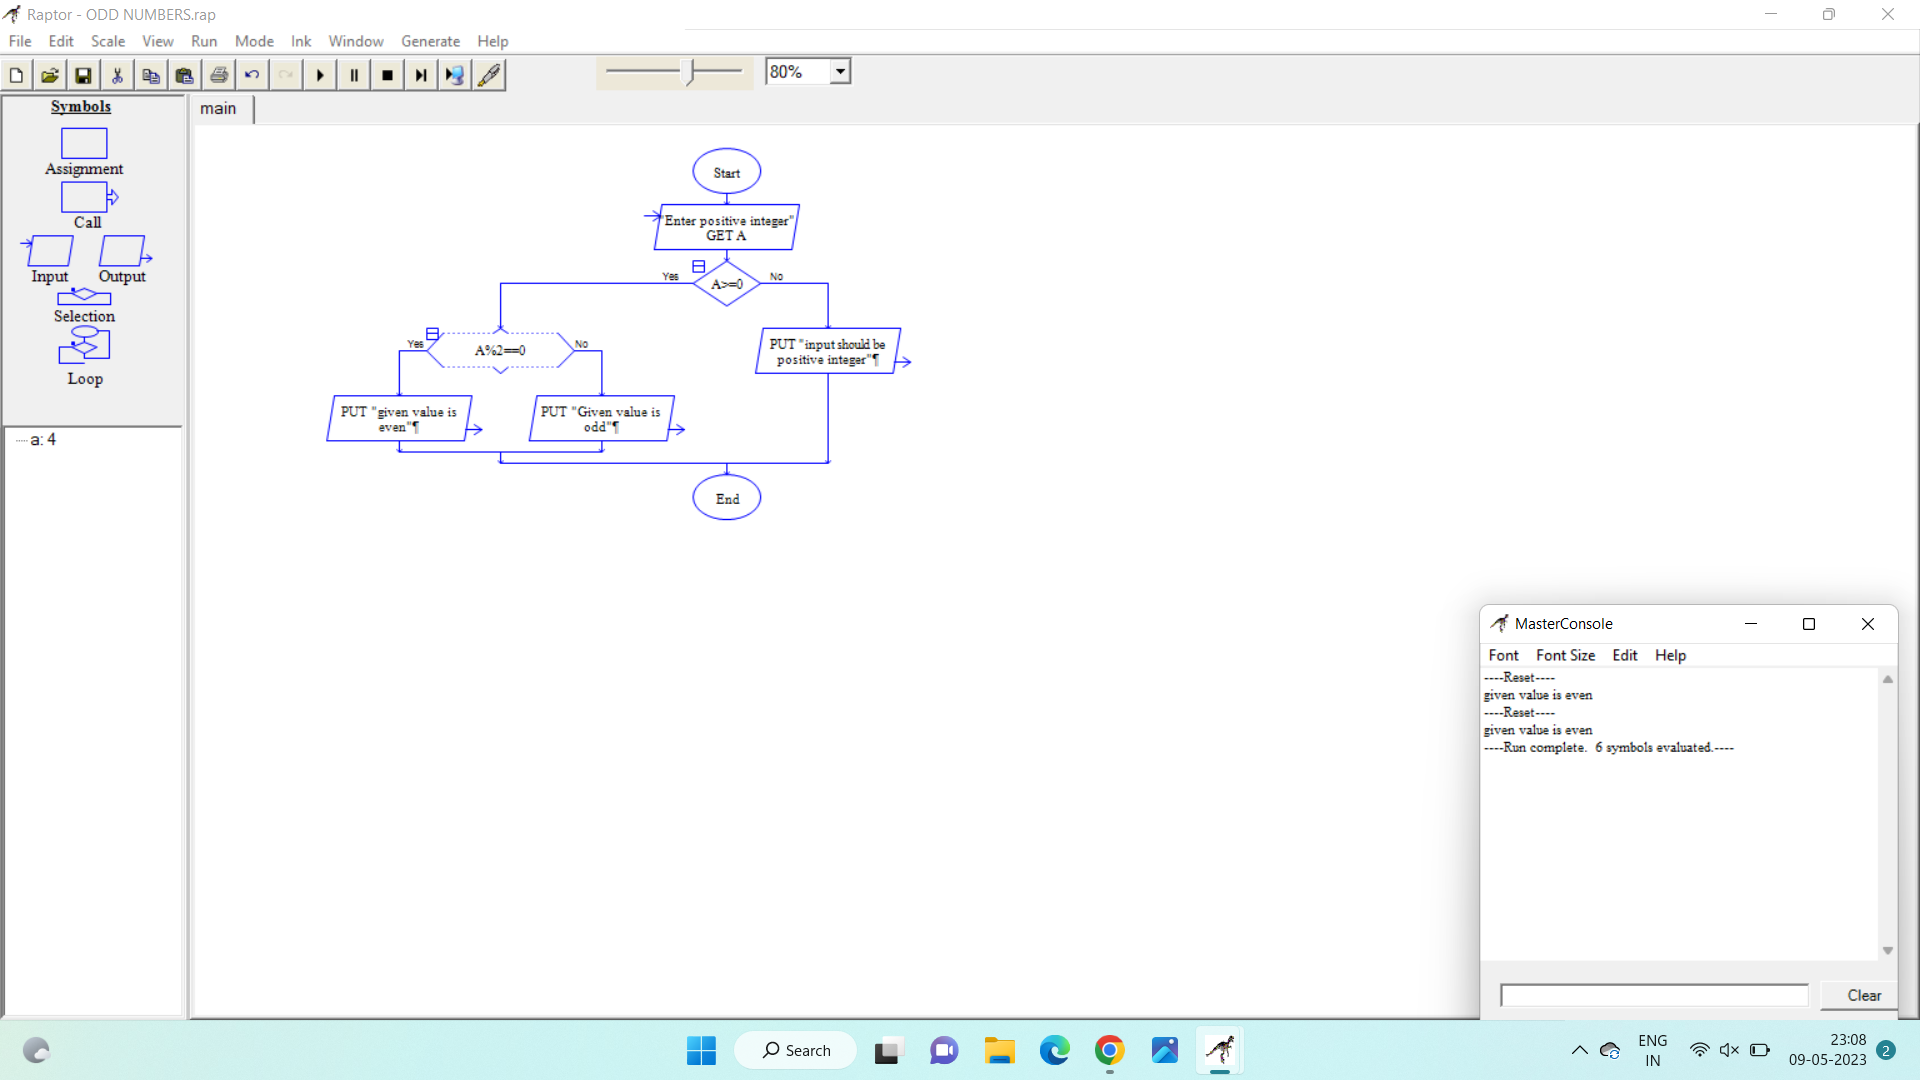 Raptor - ODD NUMBERS.rap
File Edit Scale View Run Mode Ink Window Generate Help
80%
Symbols
main
Assignment
Call
Input Output
Selection
Loop
a: 4
Start
"Enter positive integer"
GET A
Yes No
A>=0
Yes No
A%2==0
PUT "input should be
positive integer"¶
PUT "given value is
even"¶
PUT "Given value is
odd"¶
End
MasterConsole
Font Font Size Edit Help
----Reset----
given value is even
----Reset----
given value is even
----Run complete.  6 symbols evaluated.----
Clear
Search
ENG
IN
23:08
09-05-2023
2